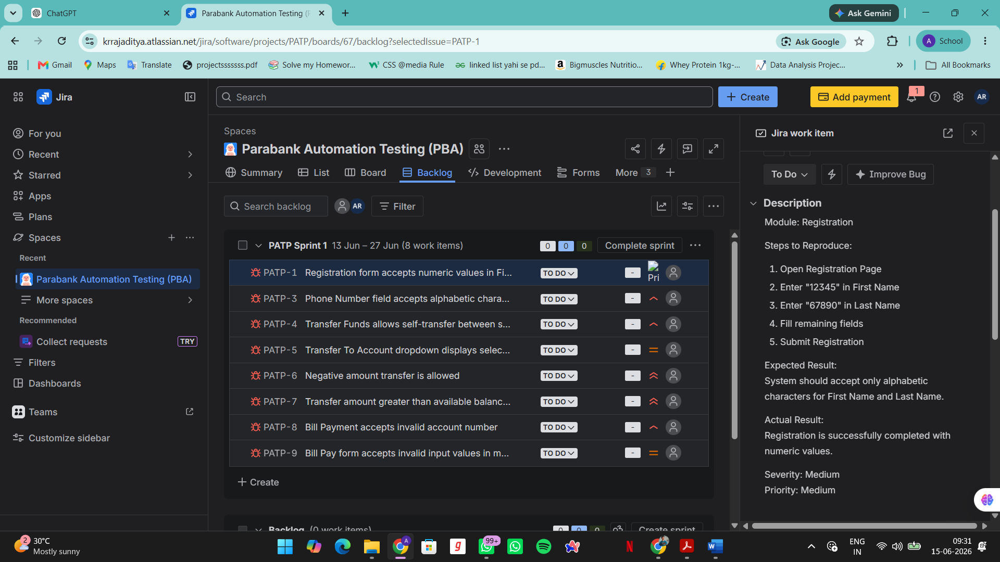 ChatGPT
Parabank Automation Testing (P
Ask Gemini
krrajaditya.atlassian.net/jira/software/projects/PATP/boards/67/backlog?selectedIssue=PATP-1
Ask Google
A
School
Gmail
Maps
Translate
projectsssssss.pdf
Solve my Homewor...
CSS @media Rule
linked list yahi se pd...
Bigmuscles Nutritio...
Whey Protein 1kg-...
Data Analysis Projec...
All Bookmarks
Jira
Search
Create
Add payment
1
AR
For you
Recent
Starred
Apps
Plans
Spaces
Recent
Parabank Automation Testing (PBA)
More spaces
Recommended
Collect requests
TRY
Filters
Dashboards
Teams
Customize sidebar
Spaces
Parabank Automation Testing (PBA)
Summary
List
Board
Backlog
Development
Forms
More 3
Search backlog
AR
Filter
PATP Sprint 1 13 Jun – 27 Jun (8 work items)
0 0 0
Complete sprint
PATP-1 Registration form accepts numeric values in Fi... TO DO - Pri
PATP-3 Phone Number field accepts alphabetic chara... TO DO -
PATP-4 Transfer Funds allows self-transfer between s... TO DO -
PATP-5 Transfer To Account dropdown displays selec... TO DO -
PATP-6 Negative amount transfer is allowed TO DO -
PATP-7 Transfer amount greater than available balanc... TO DO -
PATP-8 Bill Payment accepts invalid account number TO DO -
PATP-9 Bill Pay form accepts invalid input values in m... TO DO -
Create
Backlog (0 work items)
0 0 0
Create sprint
Jira work item
To Do
Improve Bug
Description
Module: Registration
Steps to Reproduce:
1. Open Registration Page
2. Enter "12345" in First Name
3. Enter "67890" in Last Name
4. Fill remaining fields
5. Submit Registration
Expected Result:
System should accept only alphabetic
characters for First Name and Last Name.
Actual Result:
Registration is successfully completed with
numeric values.
Severity: Medium
Priority: Medium
2
30°C
Mostly sunny
A
g
99+
N
W
ENG
IN
09:31
15-06-2026